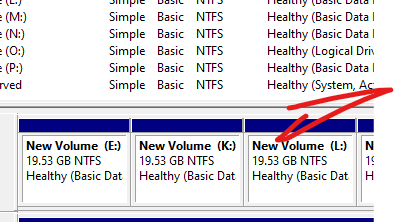 (E:) Simple Basic NTFS Healthy (Basic Data
(M:) Simple Basic NTFS Healthy (Basic Data
(N:) Simple Basic NTFS Healthy (Basic Data
(O:) Simple Basic NTFS Healthy (Logical Driv
(P:) Simple Basic NTFS Healthy (Basic Data
Simple Basic NTFS Healthy (System, Ac
New Volume (E:) New Volume (K:) New Volume (L:)
19.53 GB NTFS 19.53 GB NTFS 19.53 GB NTFS
Healthy (Basic Dat Healthy (Basic Dat Healthy (Basic Dat